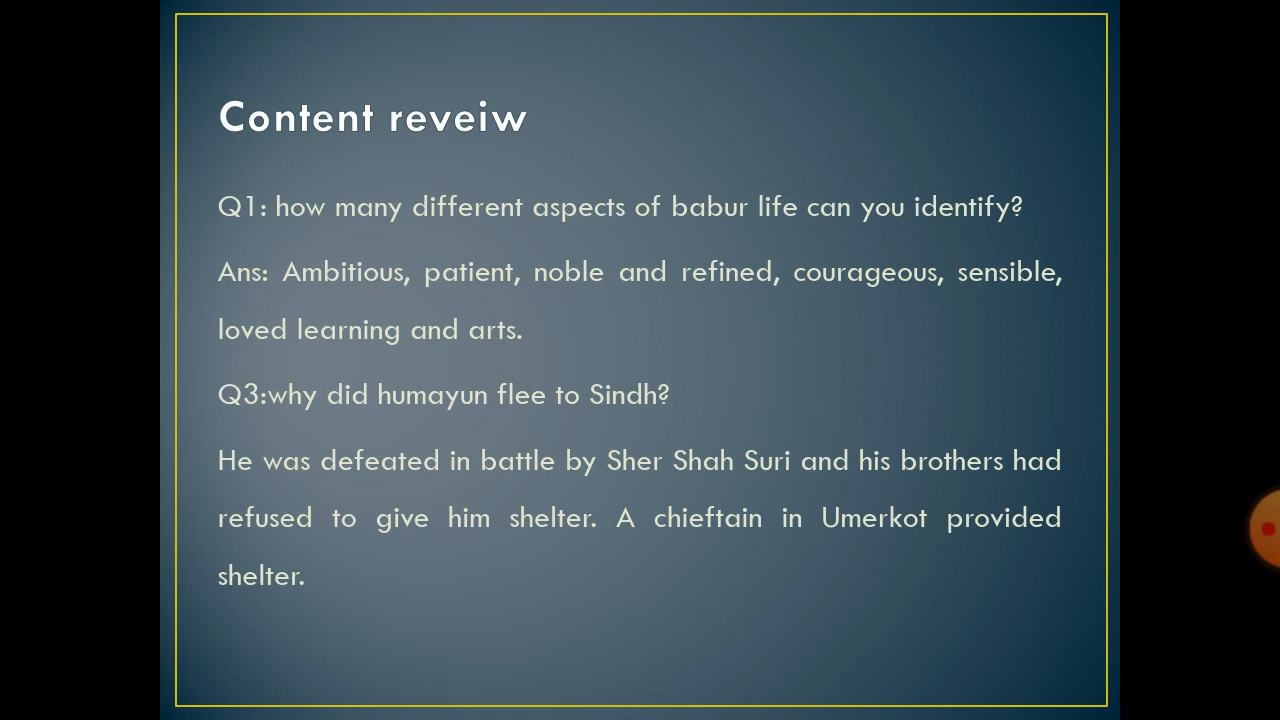 Content reveiw
Q1: how many different aspects of babur life can you identify?
Ans: Ambitious, patient, noble and refined, courageous, sensible,
loved learning and arts.
Q3:why did humayun flee to Sindh?
He was defeated in battle by Sher Shah Suri and his brothers had
refused to give him shelter. A chieftain in Umerkot provided
shelter.